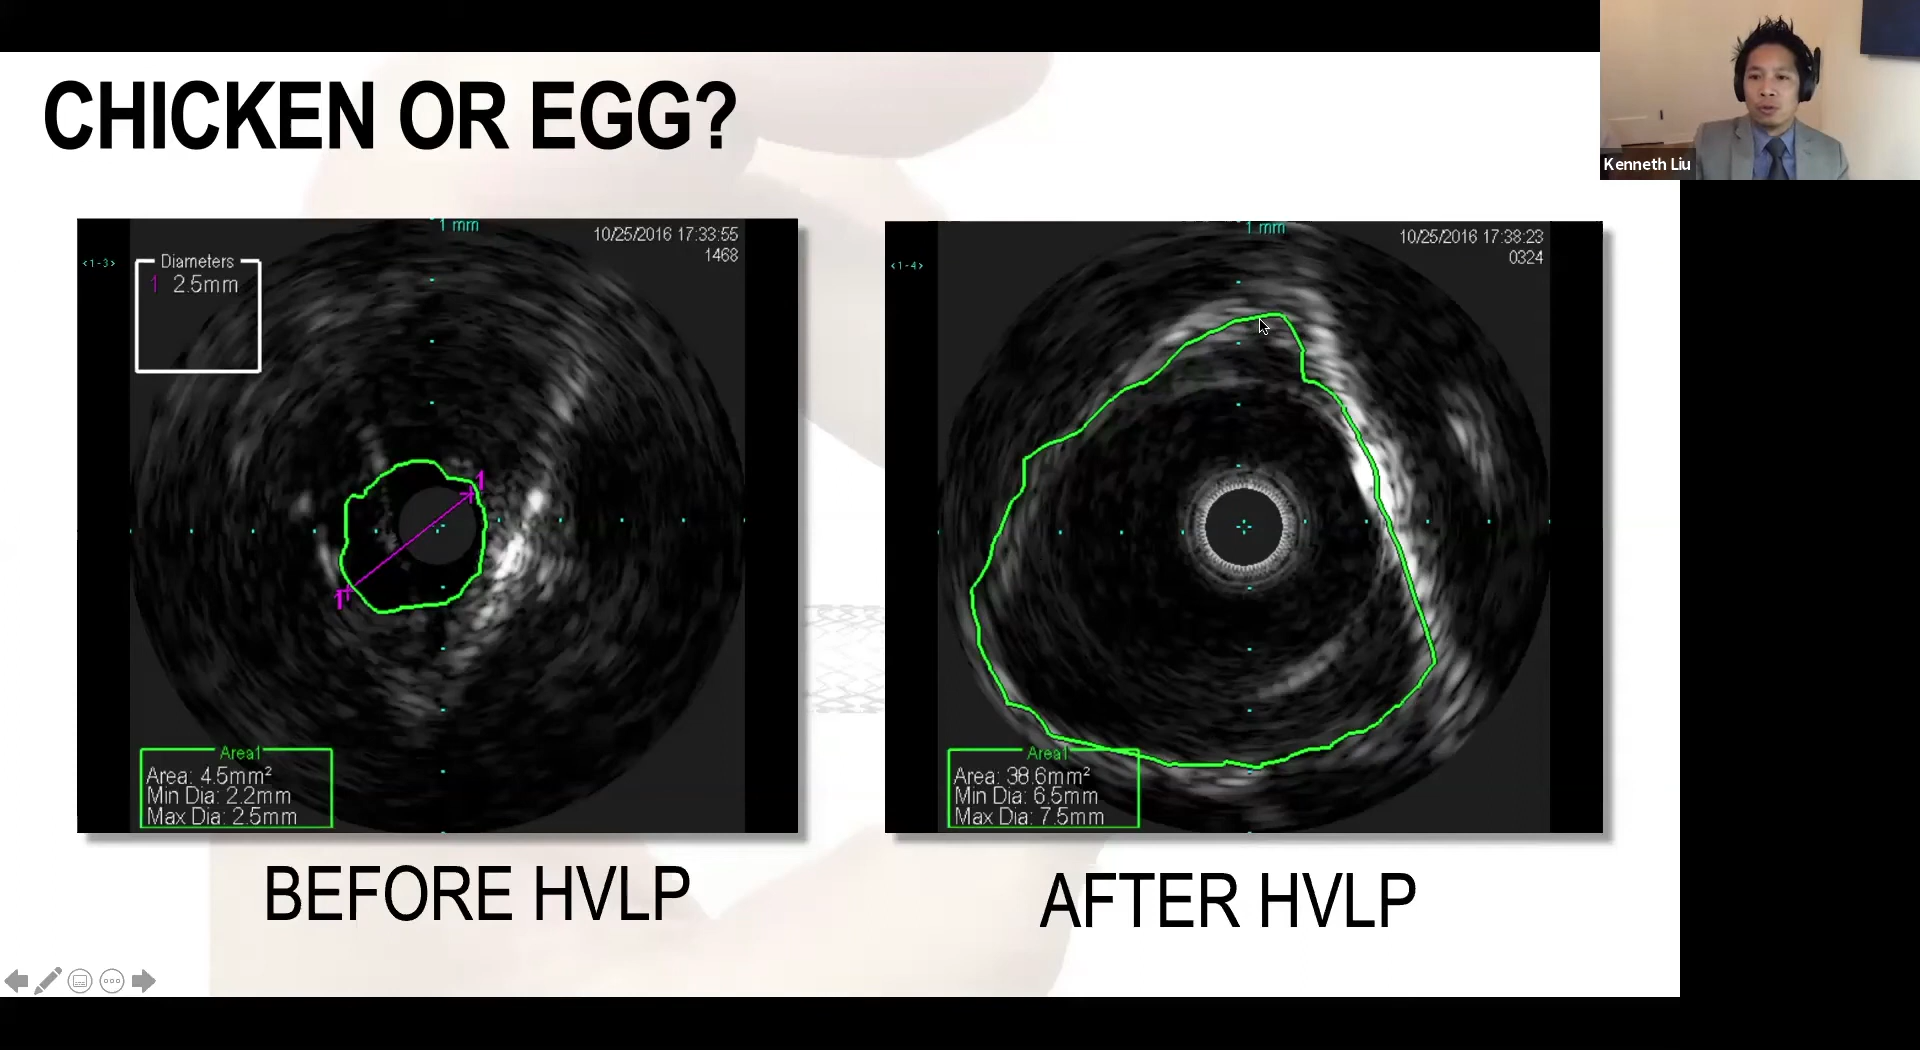 CHICKEN OR EGG?
Kenneth Liu
1 mm
10/25/2016 17:33:55
1468
<1-3>
Diameters
1 2.5mm
1
1
Area1
Area: 4.5mm²
Min Dia: 2.2mm
Max Dia: 2.5mm
1 mm
10/25/2016 17:38:23
0324
<1-4>
Area1
Area: 38.6mm²
Min Dia: 6.5mm
Max Dia: 7.5mm
BEFORE HVLP
AFTER HVLP